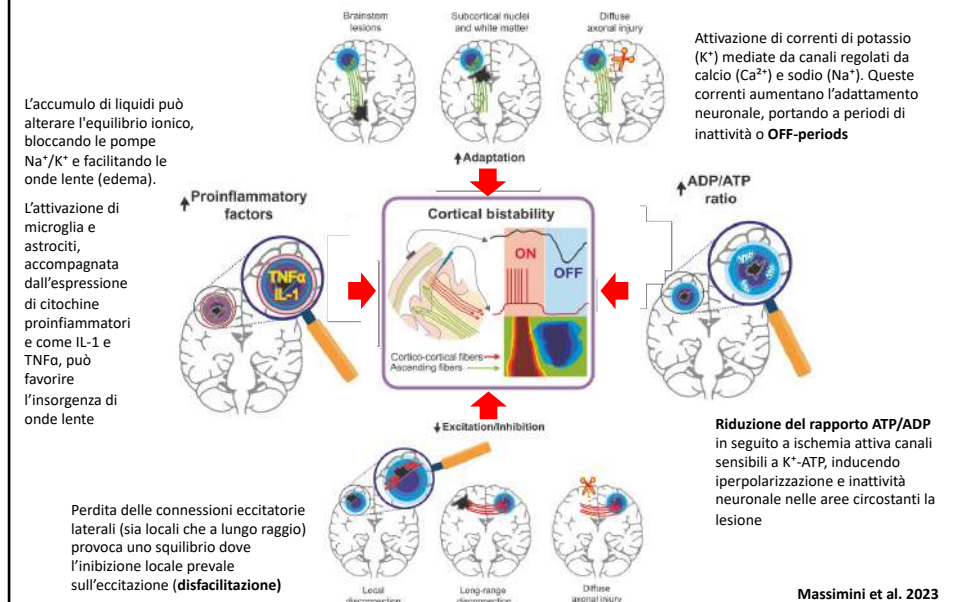 Brainstem
lesions
Subcortical nuclei
and white matter
Diffuse
axonal injury
Attivazione di correnti di potassio
(K⁺) mediate da canali regolati da
calcio (Ca²⁺) e sodio (Na⁺). Queste
correnti aumentano l'adattamento
neuronale, portando a periodi di
inattività o OFF-periods
L'accumulo di liquidi può
alterare l'equilibrio ionico,
bloccando le pompe
Na⁺/K⁺ e facilitando le
onde lente (edema).
L'attivazione di
microglia e
astrociti,
accompagnata
dall'espressione
di citochine
proinfiammatori
e come IL-1 e
TNFα, può
favorire
l'insorgenza di
onde lente
↑Adaptation
↑Proinflammatory
factors
TNFα
IL-1
Cortical bistability
ON
OFF
Cortico-cortical fibers
Ascending fibers
↑ADP/ATP
ratio
↓Excitation/Inhibition
Riduzione del rapporto ATP/ADP
in seguito a ischemia attiva canali
sensibili a K⁺-ATP, inducendo
iperpolarizzazione e inattività
neuronale nelle aree circostanti la
lesione
Perdita delle connessioni eccitatorie
laterali (sia locali che a lungo raggio)
provoca uno squilibrio dove
l'inibizione locale prevale
sull'eccitazione (disfacilitazione)
Local
disconnection
Long-range
disconnection
Diffuse
axonal injury
Massimini et al. 2023